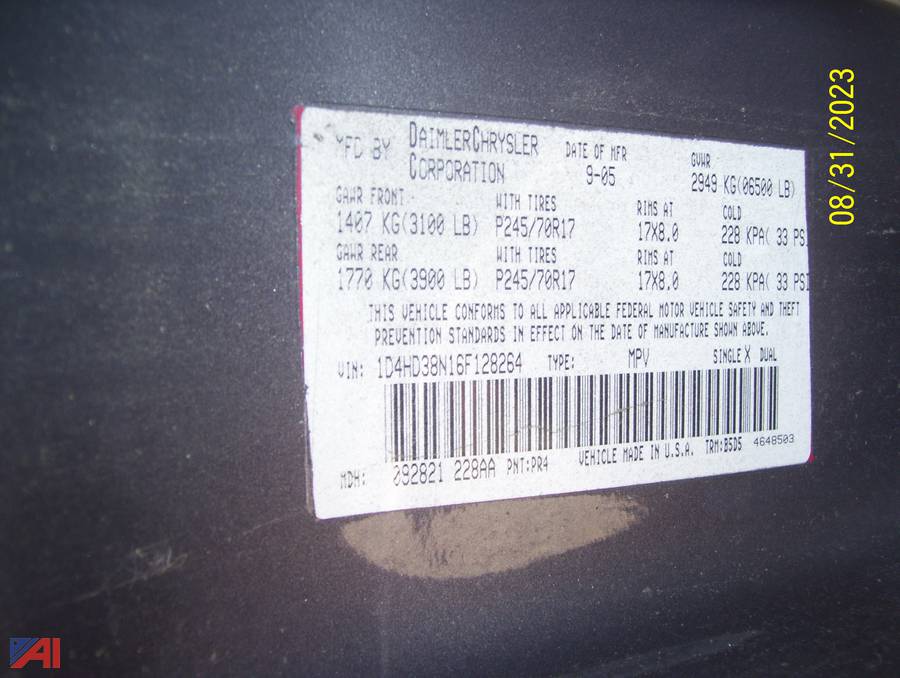 MFD BY DAIMLERCHRYSLER CORPORATION DATE OF MFR 9-05 GVWR 2949 KG(06500 LB)
GAWR FRONT WITH TIRES RIMS AT COLD
1407 KG(3100 LB) P245/70R17 17X8.0 228 KPA( 33 PSI
GAWR REAR WITH TIRES RIMS AT COLD
1770 KG(3900 LB) P245/70R17 17X8.0 228 KPA( 33 PSI
THIS VEHICLE CONFORMS TO ALL APPLICABLE FEDERAL MOTOR VEHICLE SAFETY AND THEFT
PREVENTION STANDARDS IN EFFECT ON THE DATE OF MANUFACTURE SHOWN ABOVE.
VIN: 1D4HD38N16F128264 TYPE: MPV SINGLE X DUAL
MDH: 092821 228AA PNT:PR4 VEHICLE MADE IN U.S.A. TRM:B5D5 4648503
08/31/2023
AI